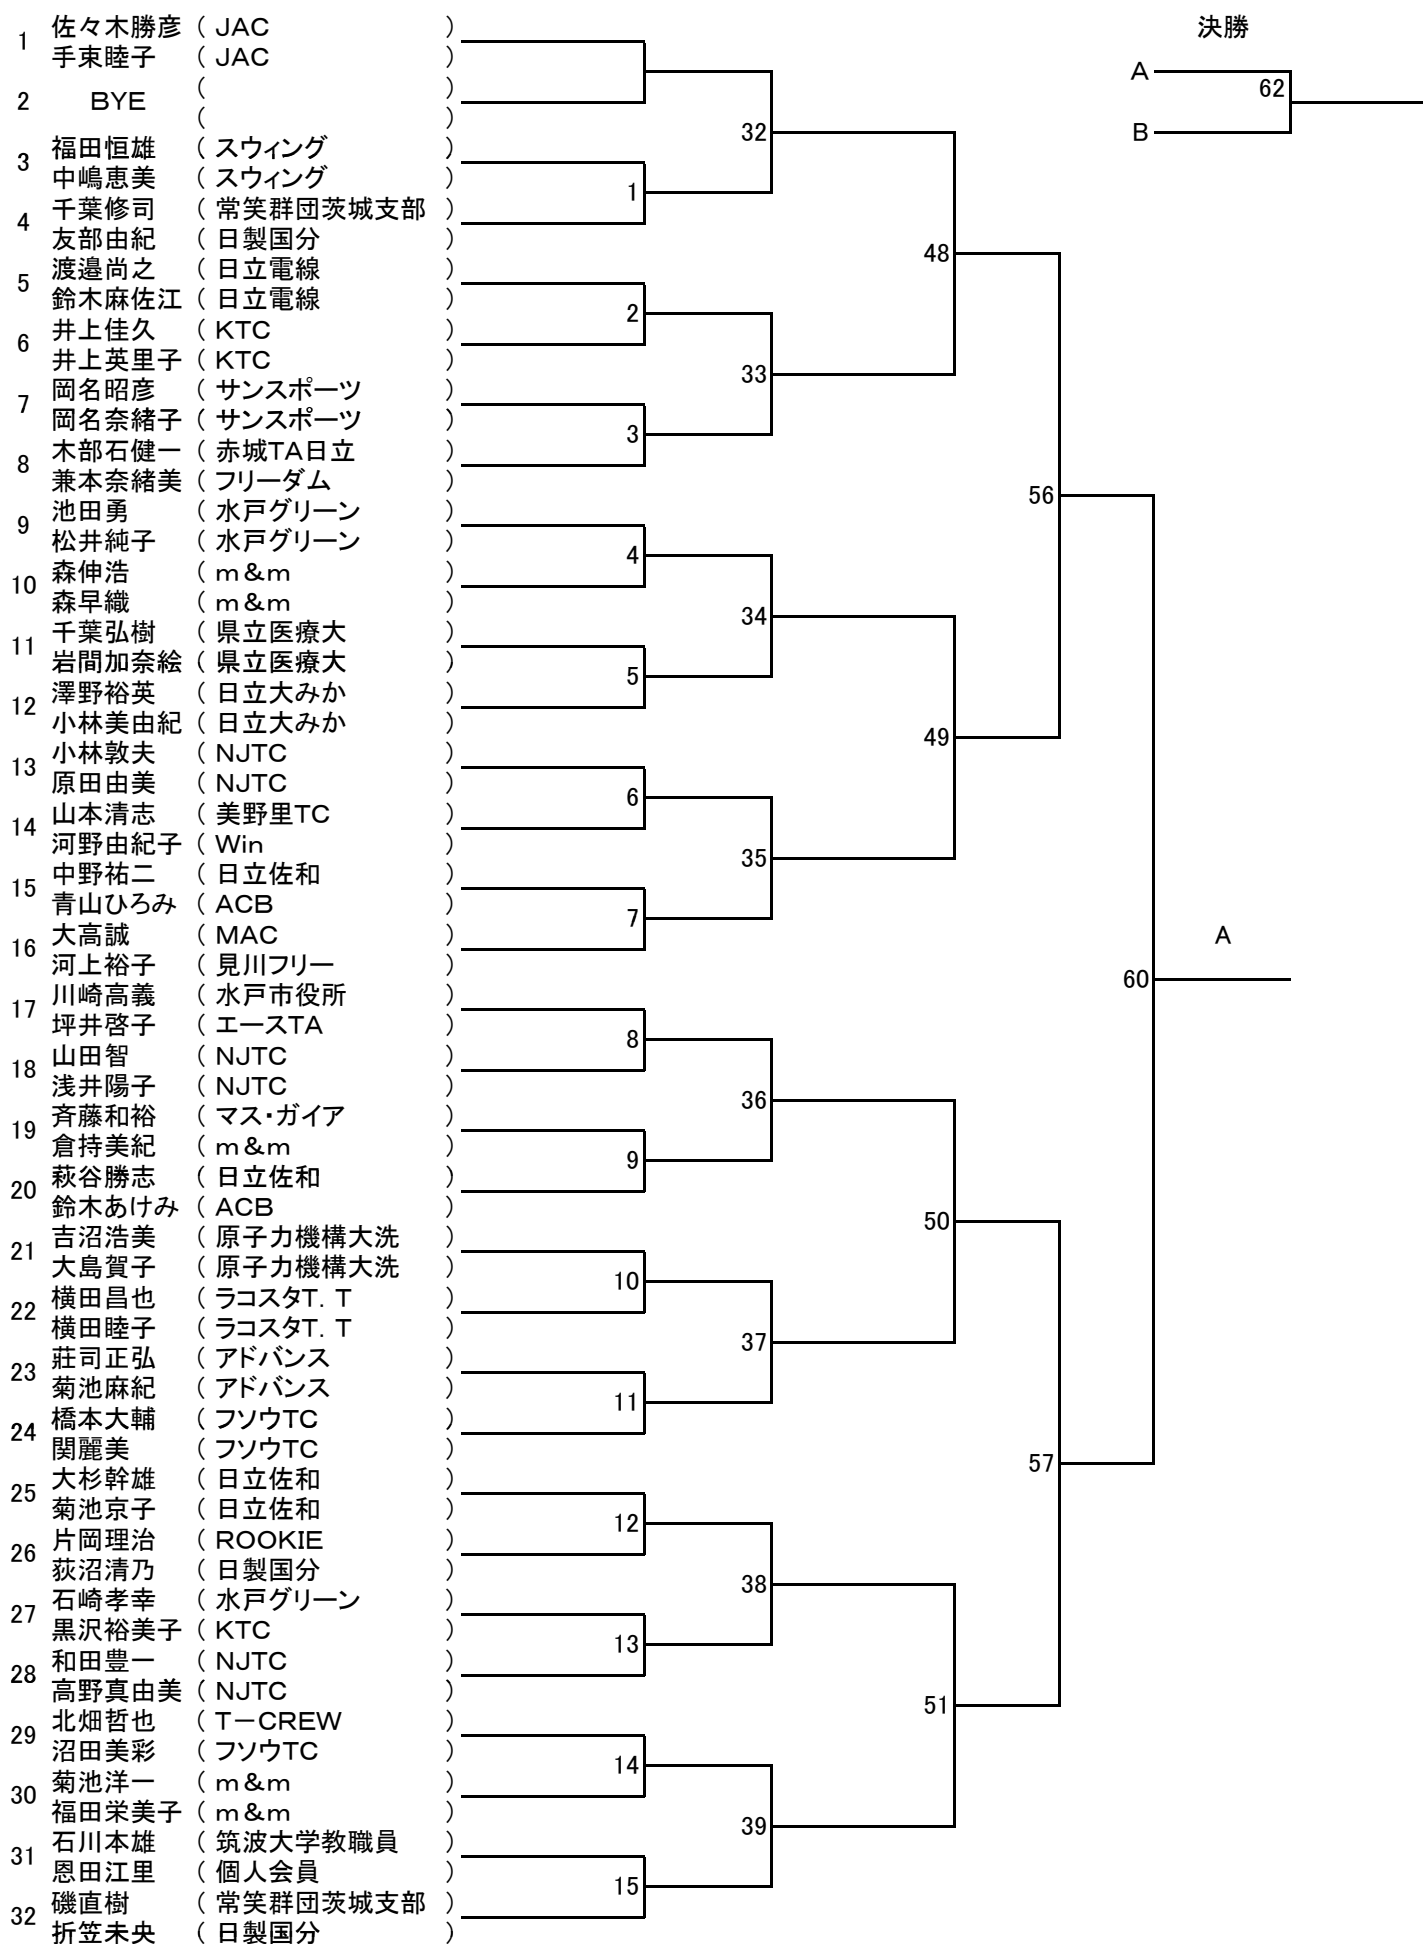 佐々木勝彦 ( JAC )
1
手束睦子 ( JAC )
( )
2 BYE
( )
福田恒雄 ( スウィング )
3
中嶋恵美 ( スウィング )
千葉修司 ( 常笑群団茨城支部 )
4
友部由紀 ( 日製国分 )
渡邉尚之 ( 日立電線 )
5
鈴木麻佐江 ( 日立電線 )
井上佳久 ( KTC )
6
井上英里子 ( KTC )
岡名昭彦 ( サンスポーツ )
7
岡名奈緒子 ( サンスポーツ )
木部石健一 ( 赤城TA日立 )
8
兼本奈緒美 ( フリーダム )
池田勇 ( 水戸グリーン )
9
松井純子 ( 水戸グリーン )
森伸浩 ( m&m )
10
森早織 ( m&m )
千葉弘樹 ( 県立医療大 )
11
岩間加奈絵 ( 県立医療大 )
澤野裕英 ( 日立大みか )
12
小林美由紀 ( 日立大みか )
小林敦夫 ( NJTC )
13
原田由美 ( NJTC )
山本清志 ( 美野里TC )
14
河野由紀子 ( Win )
中野祐二 ( 日立佐和 )
15
青山ひろみ ( ACB )
大高誠 ( MAC )
16
河上裕子 ( 見川フリー )
川崎高義 ( 水戸市役所 )
17
坪井啓子 ( エースTA )
山田智 ( NJTC )
18
浅井陽子 ( NJTC )
斉藤和裕 ( マス・ガイア )
19
倉持美紀 ( m&m )
萩谷勝志 ( 日立佐和 )
20
鈴木あけみ ( ACB )
吉沼浩美 ( 原子力機構大洗 )
21
大島賀子 ( 原子力機構大洗 )
横田昌也 ( ラコスタT．T )
22
横田睦子 ( ラコスタT．T )
莊司正弘 ( アドバンス )
23
菊池麻紀 ( アドバンス )
橋本大輔 ( フソウTC )
24
関麗美 ( フソウTC )
大杉幹雄 ( 日立佐和 )
25
菊池京子 ( 日立佐和 )
片岡理治 ( ROOKIE )
26
荻沼清乃 ( 日製国分 )
石崎孝幸 ( 水戸グリーン )
27
黒沢裕美子 ( KTC )
和田豊一 ( NJTC )
28
高野真由美 ( NJTC )
北畑哲也 ( T－CREW )
29
沼田美彩 ( フソウTC )
菊池洋一 ( m&m )
30
福田栄美子 ( m&m )
石川本雄 ( 筑波大学教職員 )
31
恩田江里 ( 個人会員 )
磯直樹 ( 常笑群団茨城支部 )
32
折笠未央 ( 日製国分 )
1
2
3
4
5
6
7
8
9
10
11
12
13
14
15
32
33
34
35
36
37
38
39
48
49
50
51
56
57
60
A
決勝
A
62
B